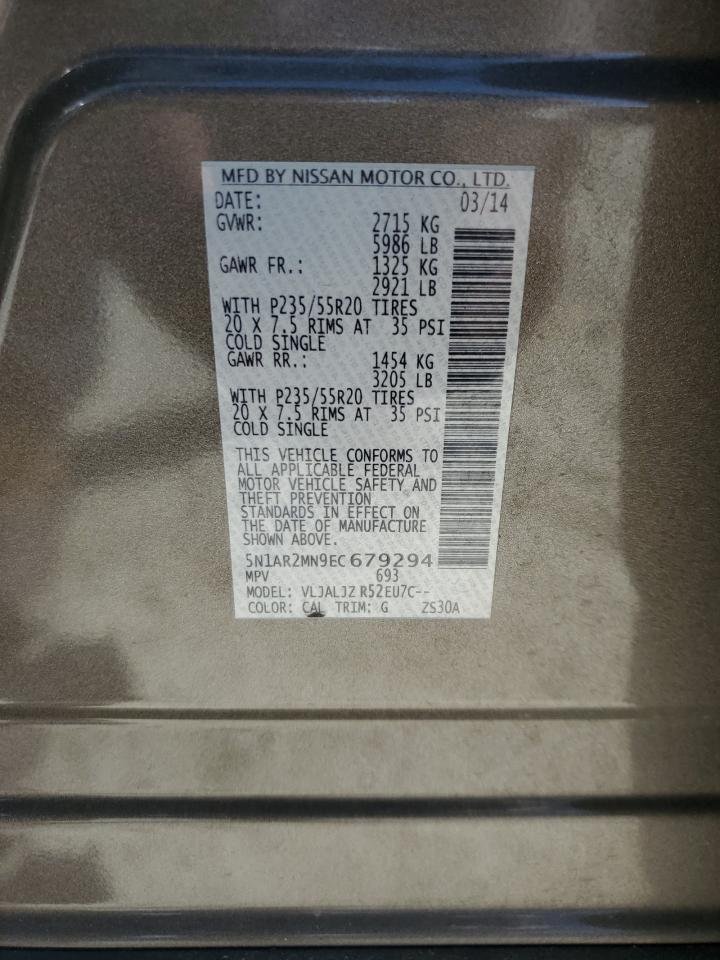 MFD BY NISSAN MOTOR CO., LTD.
DATE: 03/14
GVWR: 2715 KG
5986 LB
GAWR FR.: 1325 KG
2921 LB
WITH P235/55R20 TIRES
20 X 7.5 RIMS AT 35 PSI
COLD SINGLE
GAWR RR.: 1454 KG
3205 LB
WITH P235/55R20 TIRES
20 X 7.5 RIMS AT 35 PSI
COLD SINGLE
THIS VEHICLE CONFORMS TO
ALL APPLICABLE FEDERAL
MOTOR VEHICLE SAFETY AND
THEFT PREVENTION
STANDARDS IN EFFECT ON
THE DATE OF MANUFACTURE
SHOWN ABOVE.
5N1AR2MN9EC679294
MPV 693
MODEL: VLJALJZ R52EU7C--
COLOR: CAL TRIM: G ZS30A